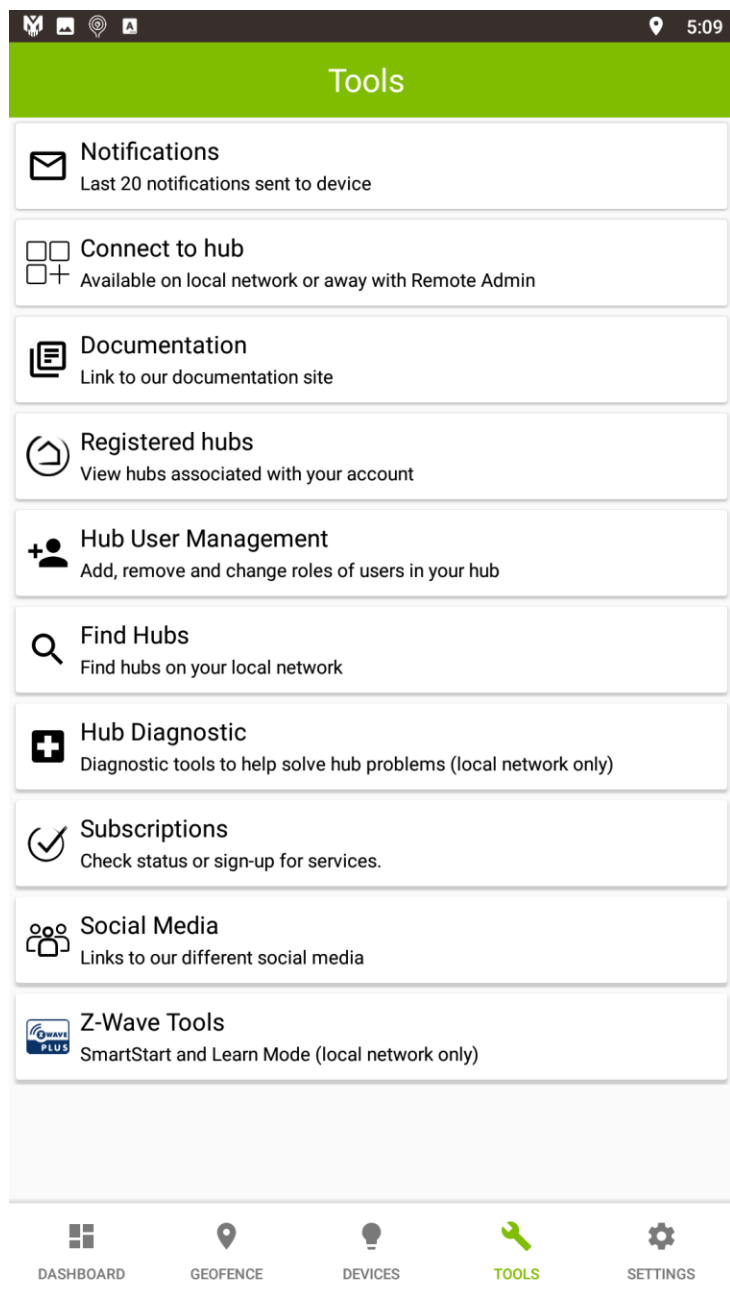 5:09
Tools
Notifications
Last 20 notifications sent to device
Connect to hub
Available on local network or away with Remote Admin
Documentation
Link to our documentation site
Registered hubs
View hubs associated with your account
Hub User Management
Add, remove and change roles of users in your hub
Find Hubs
Find hubs on your local network
Hub Diagnostic
Diagnostic tools to help solve hub problems (local network only)
Subscriptions
Check status or sign-up for services.
Social Media
Links to our different social media
Z-WAVE
PLUS
Z-Wave Tools
SmartStart and Learn Mode (local network only)
DASHBOARD GEOFENCE DEVICES TOOLS SETTINGS